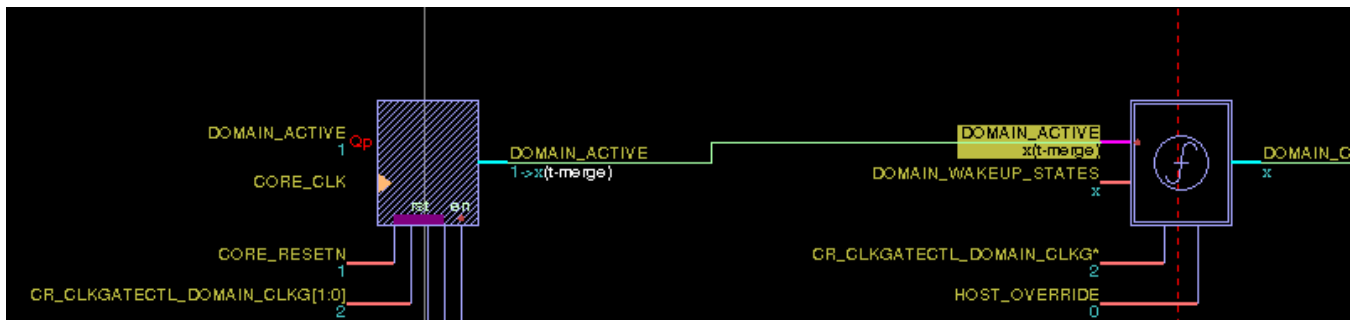 DOMAIN_ACTIVE
1
Qp
CORE_CLK
rst en
DOMAIN_ACTIVE
1->x(t-merge)
CORE_RESETN
1
CR_CLKGATECTL_DOMAIN_CLKG[1:0]
2
DOMAIN_ACTIVE
x(t-merge)
DOMAIN_WAKEUP_STATES
x
DOMAIN_C
x
CR_CLKGATECTL_DOMAIN_CLKG*
2
HOST_OVERRIDE
0